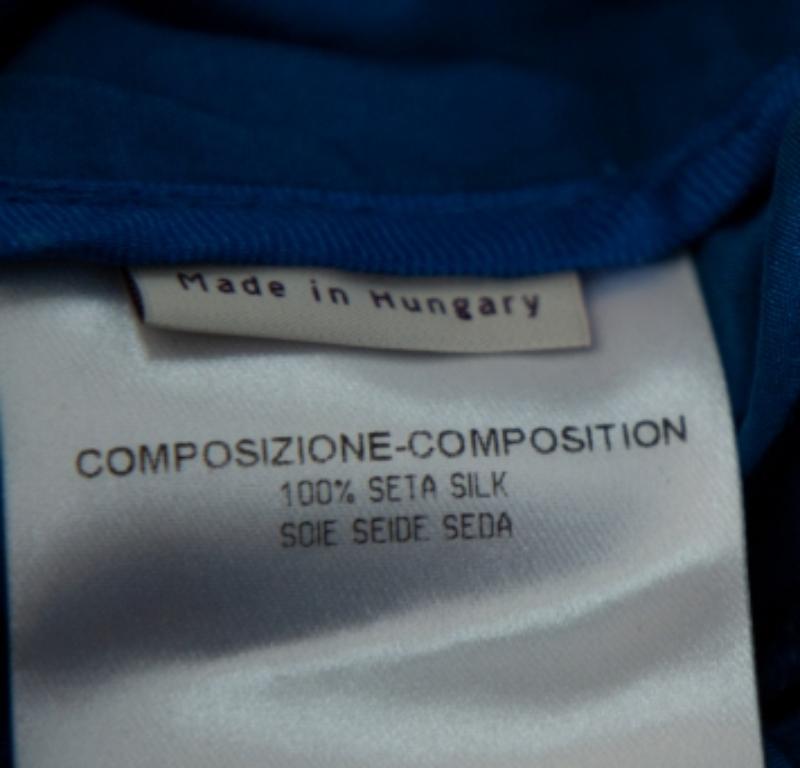 Made in Hungary
COMPOSIZIONE-COMPOSITION
100% SETA SILK
SOIE SEIDE SEDA